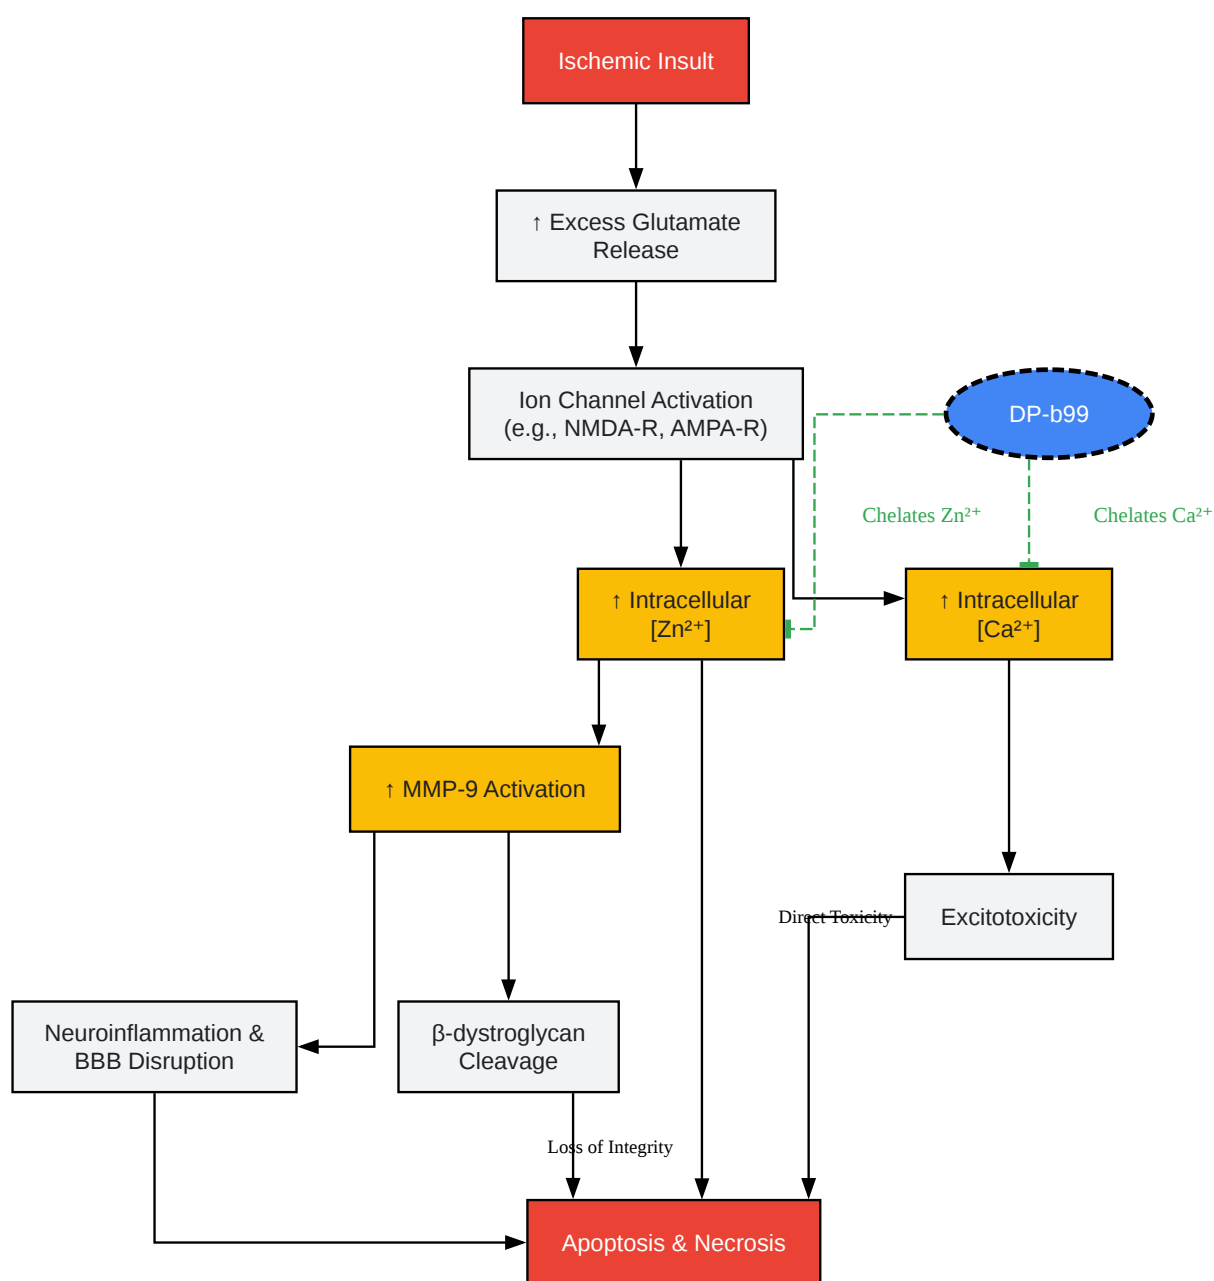 Ischemic Insult
↑ Excess Glutamate
Release
Ion Channel Activation
(e.g., NMDA-R, AMPA-R)
DP-b99
Chelates Zn²⁺
Chelates Ca²⁺
↑ Intracellular
[Zn²⁺]
↑ Intracellular
[Ca²⁺]
↑ MMP-9 Activation
Direct Toxicity
Excitotoxicity
Neuroinflammation &
BBB Disruption
β-dystroglycan
Cleavage
Loss of Integrity
Apoptosis & Necrosis